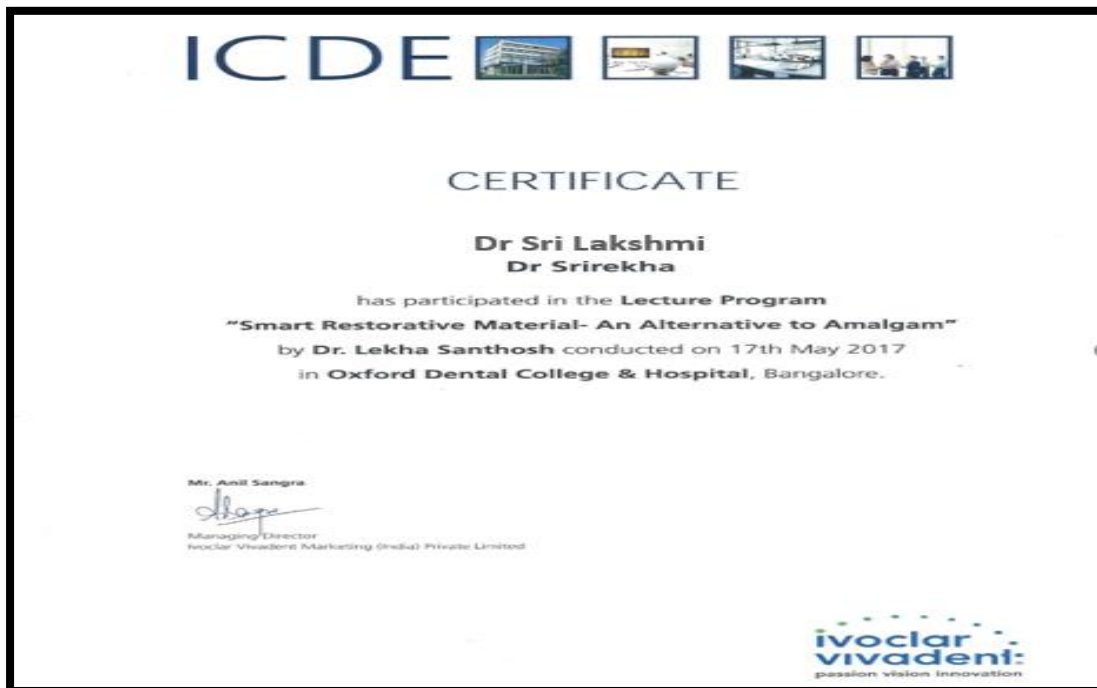 ICDE
CERTIFICATE
Dr Sri Lakshmi
Dr Srirekha
has participated in the Lecture Program
"Smart Restorative Material- An Alternative to Amalgam"
by Dr. Lekha Santhosh conducted on 17th May 2017
in Oxford Dental College & Hospital, Bangalore.
Mr. Anil Sangra
Managing Director
Ivoclar Vivadent Marketing (India) Private Limited
ivoclar
vivadent:
passion vision innovation